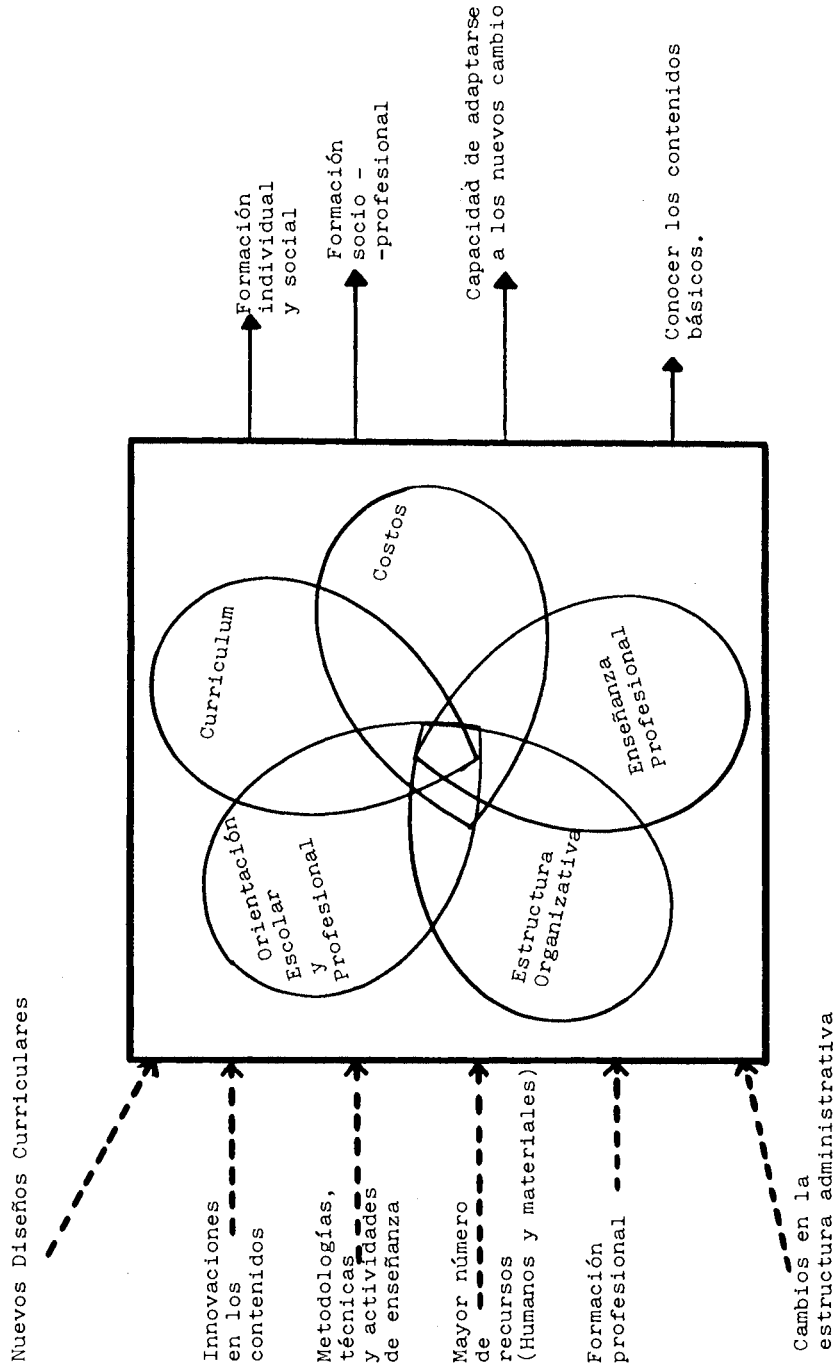 Nuevos Diseños Curriculares
Innovaciones
en los
contenidos
Metodologías,
técnicas
y actividades
de enseñanza
Mayor número
de
recursos
(Humanos y materiales)
Formación
profesional
Cambios en la
estructura administrativa
Orientación
Escolar
y
Profesional
Curriculum
Costos
Estructura
Organizativa
Enseñanza
Profesional
Formación
individual
y social
Formación
socio -
-profesional
Capacidad de adaptarse
a los nuevos cambio
Conocer los contenidos
básicos.